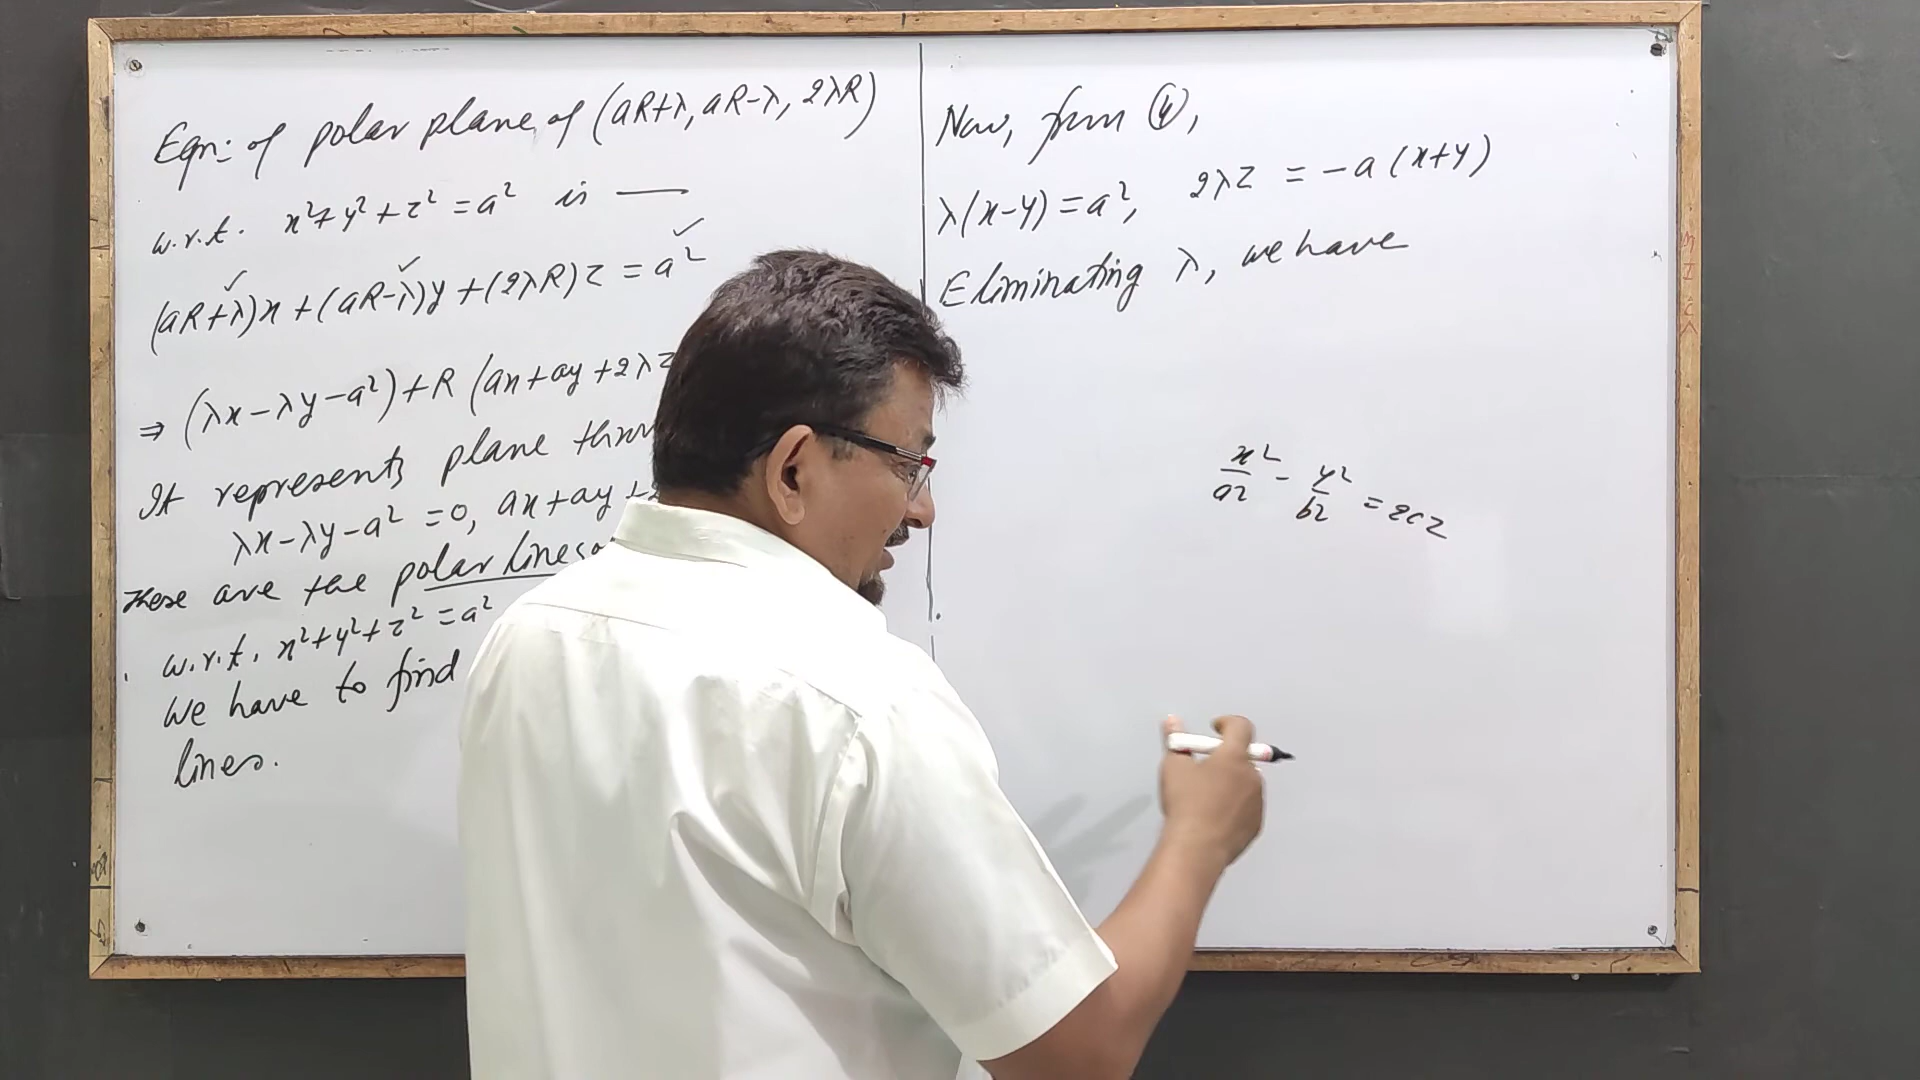 Eqn: of polar plane of (aR+λ, aR-λ, 2λR)
w.r.t. x²+y²+z² = a² is —
(aR+λ)x + (aR-λ)y + (2λR)z = a²
⇒ (λx-λy-a²)+R (ax+ay+2λz
It represents plane
λx-λy-a² = 0, ax+ay+
These are the polar lines
w.r.t. x²+y²+z² = a²
We have to find
lines.
Now, from ④,
λ(x-y) = a², 2λz = -a (x+y)
Eliminating λ, we have
x²/a2 - y²/b2 = 2cz